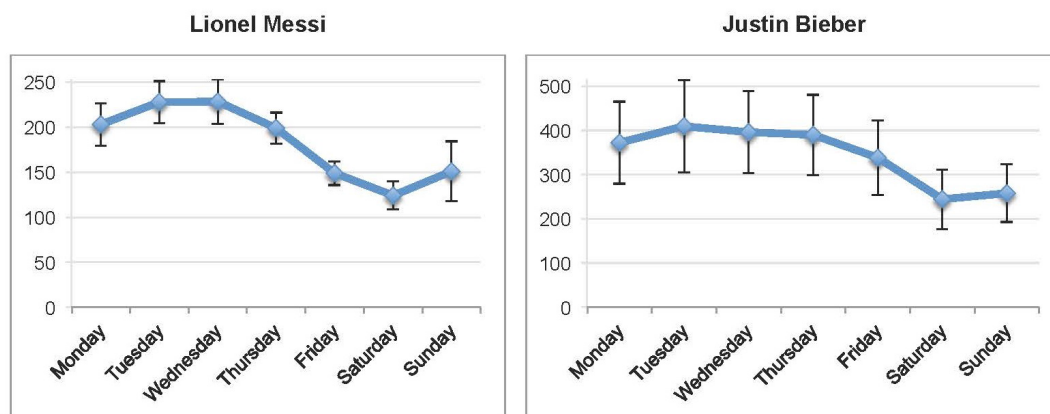 Lionel Messi
250
200
150
100
50
0
Monday
Tuesday
Wednesday
Thursday
Friday
Saturday
Sunday
Justin Bieber
500
400
300
200
100
0
Monday
Tuesday
Wednesday
Thursday
Friday
Saturday
Sunday